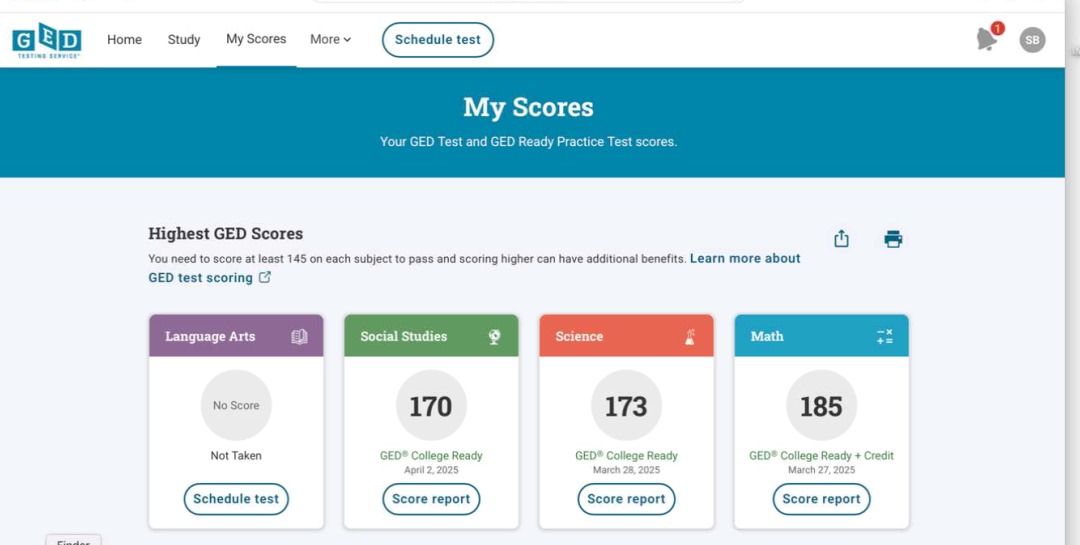 GED
TESTING SERVICE
Home Study My Scores More Schedule test
1
SB
My Scores
Your GED Test and GED Ready Practice Test scores.
Highest GED Scores
You need to score at least 145 on each subject to pass and scoring higher can have additional benefits. Learn more about
GED test scoring
Language Arts Social Studies Science Math
No Score 170 173 185
Not Taken GED® College Ready GED® College Ready GED® College Ready + Credit
April 2, 2025 March 28, 2025 March 27, 2025
Schedule test Score report Score report Score report
Finder